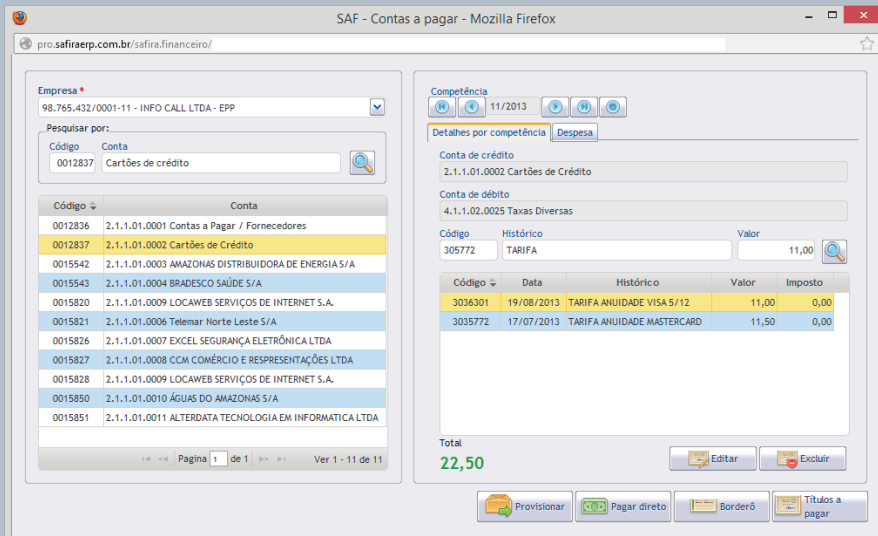 SAF - Contas a pagar - Mozilla Firefox
pro.safiraerp.com.br/safira.financeiro/
Empresa *
98.765.432/0001-11 - INFO CALL LTDA - EPP
Pesquisar por:
Código Conta
0012837 Cartões de crédito
Código Conta
0012836 2.1.1.01.0001 Contas a Pagar / Fornecedores
0012837 2.1.1.01.0002 Cartões de Crédito
0015542 2.1.1.01.0003 AMAZONAS DISTRIBUIDORA DE ENERGIA S/A
0015543 2.1.1.01.0004 BRADESCO SAÚDE S/A
0015820 2.1.1.01.0009 LOCAWEB SERVIÇOS DE INTERNET S.A.
0015821 2.1.1.01.0006 Telemar Norte Leste S/A
0015826 2.1.1.01.0007 EXCEL SEGURANÇA ELETRÔNICA LTDA
0015827 2.1.1.01.0008 CCM COMÉRCIO E RESPRESENTAÇÕES LTDA
0015828 2.1.1.01.0009 LOCAWEB SERVIÇOS DE INTERNET S.A.
0015850 2.1.1.01.0010 ÁGUAS DO AMAZONAS S/A
0015851 2.1.1.01.0011 ALTERDATA TECNOLOGIA EM INFORMATICA LTDA
Pagina 1 de 1 Ver 1 - 11 de 11
Competência
11/2013
Detalhes por competência Despesa
Conta de crédito
2.1.1.01.0002 Cartões de Crédito
Conta de débito
4.1.1.02.0025 Taxas Diversas
Código Histórico Valor
305772 TARIFA 11,00
Código Data Histórico Valor Imposto
3036301 19/08/2013 TARIFA ANUIDADE VISA 5/12 11,00 0,00
3035772 17/07/2013 TARIFA ANUIDADE MASTERCARD 11,50 0,00
Total
22,50
Editar Excluir
Provisionar Pagar direto Borderô Títulos a
pagar